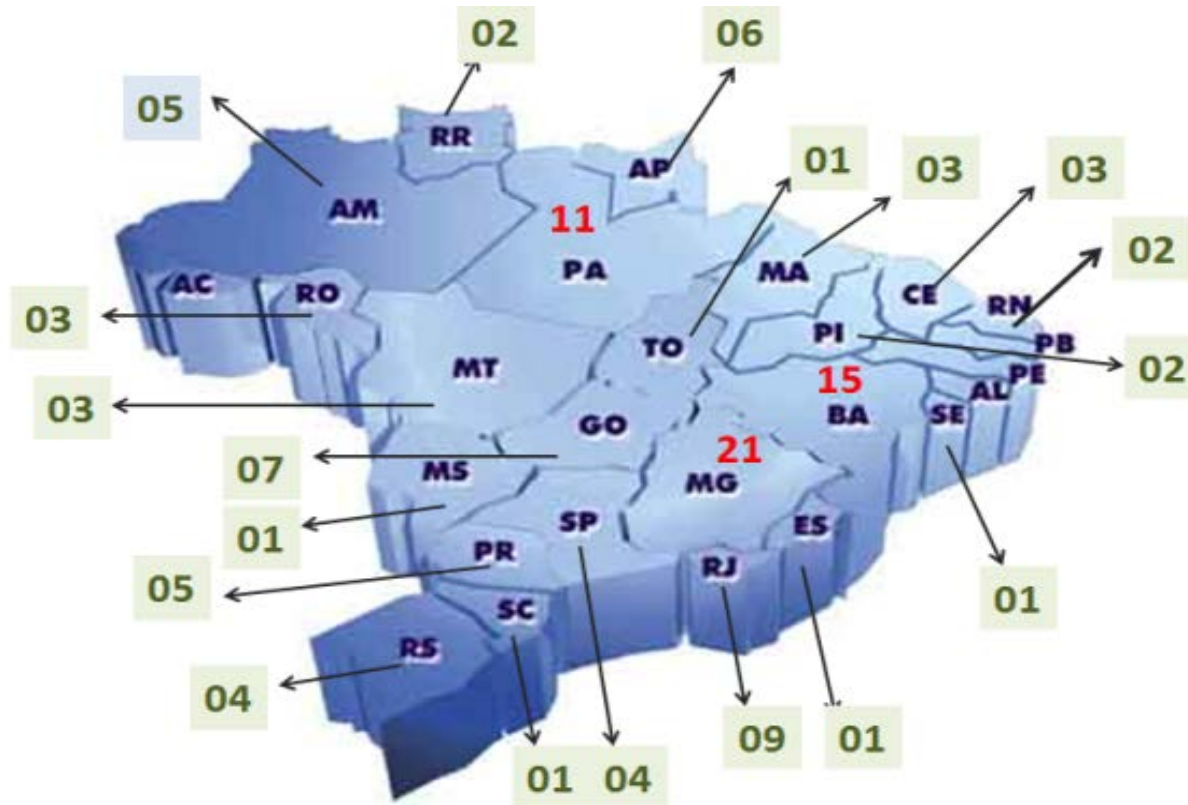 02
06
05
RR
AP
01
03
03
AM
11
02
PA
MA
AC
RO
CE
RN
03
TO
PI
PB
MT
15
PE
02
AL
03
GO
BA
SE
21
07
MS
MG
01
SP
ES
PR
RJ
05
01
SC
RS
04
09
01
01
04